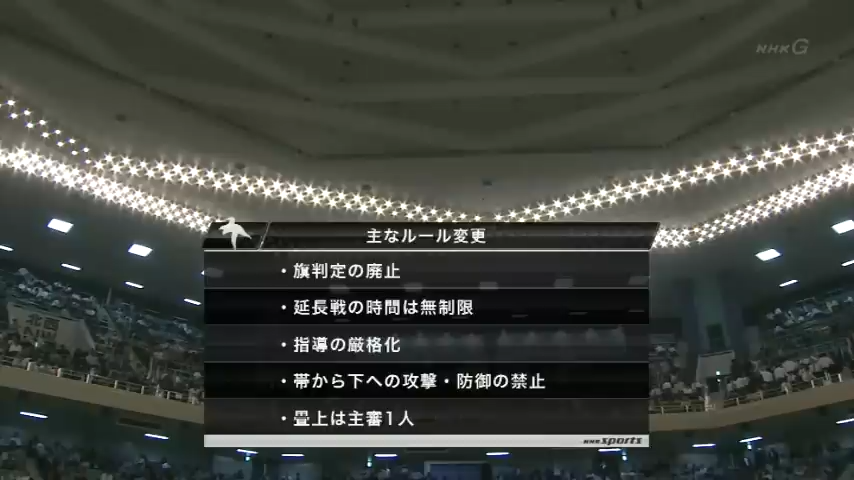 NHK G
主なルール変更
・旗判定の廃止
・延長戦の時間は無制限
・指導の厳格化
・帯から下への攻撃・防御の禁止
・畳上は主審1人
NHK sports